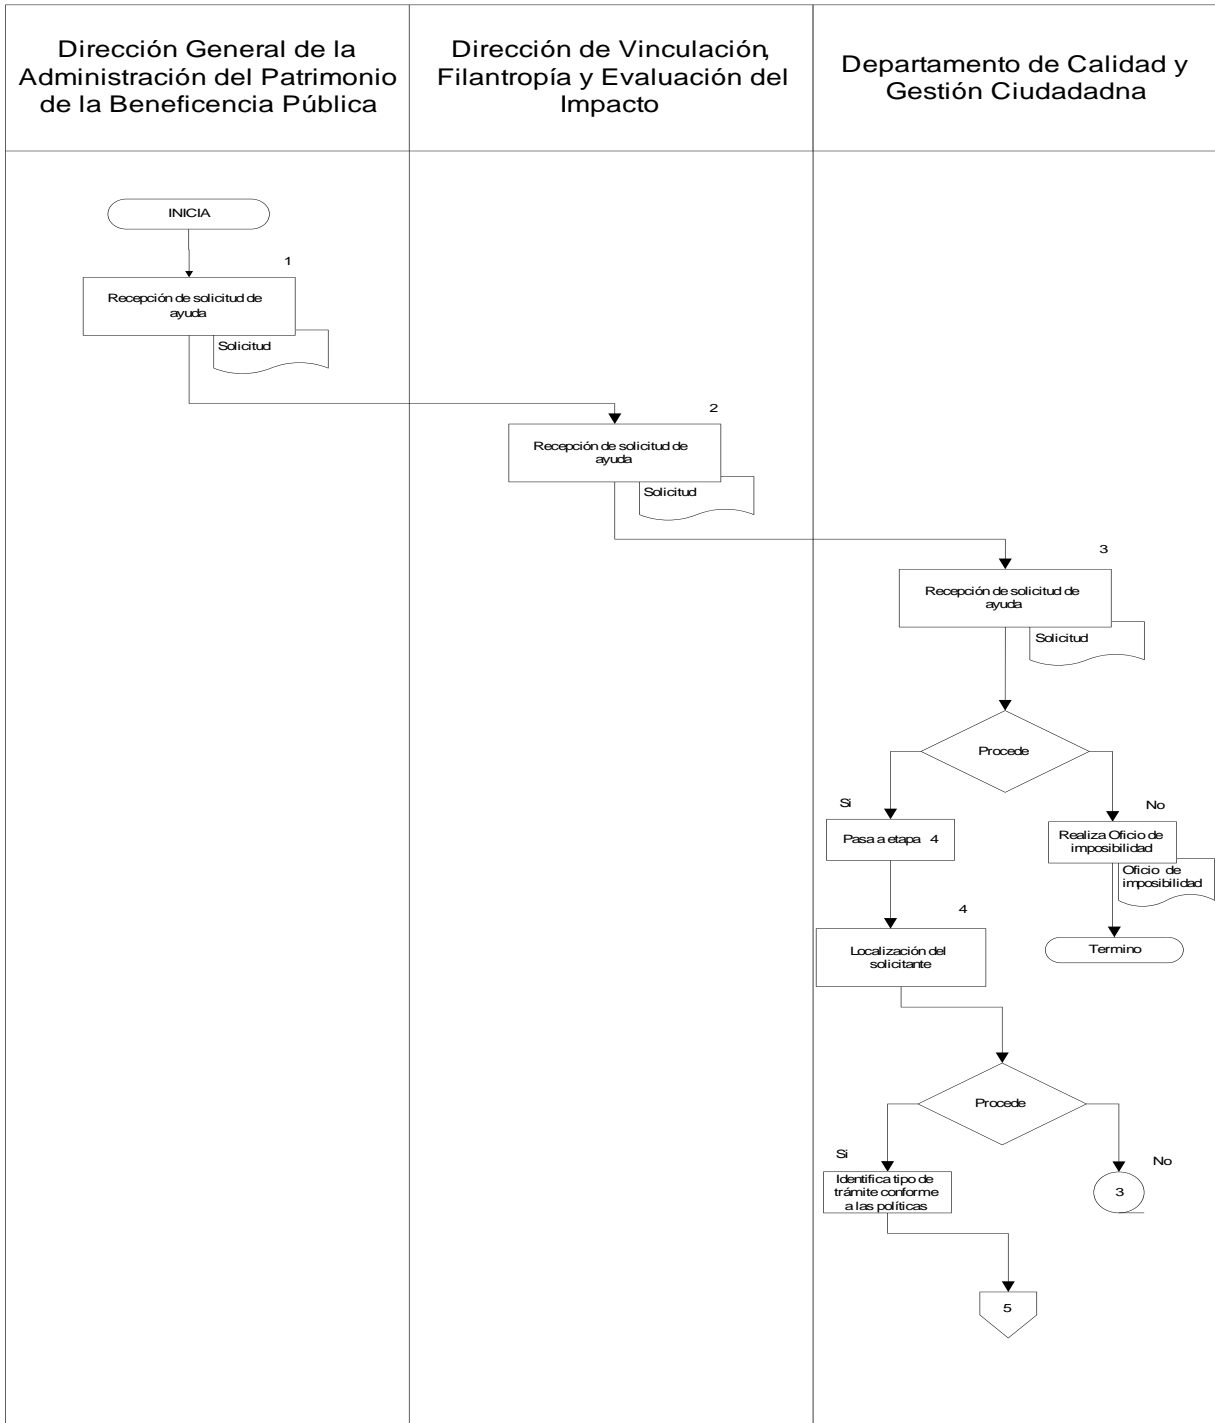 Dirección General de la
Administración del Patrimonio
de la Beneficencia Pública
Dirección de Vinculación,
Filantropía y Evaluación del
Impacto
Departamento de Calidad y
Gestión Ciudadadna
INICIA
1
Recepción de solicitud de
ayuda
Solicitud
2
Recepción de solicitud de
ayuda
Solicitud
3
Recepción de solicitud de
ayuda
Solicitud
Procede
Si
No
Pasa a etapa 4
Realiza Oficio de
imposibilidad
Oficio de
imposibilidad
4
Localización del
solicitante
Termino
Procede
Si
No
Identifica tipo de
trámite conforme
a las políticas
3
5